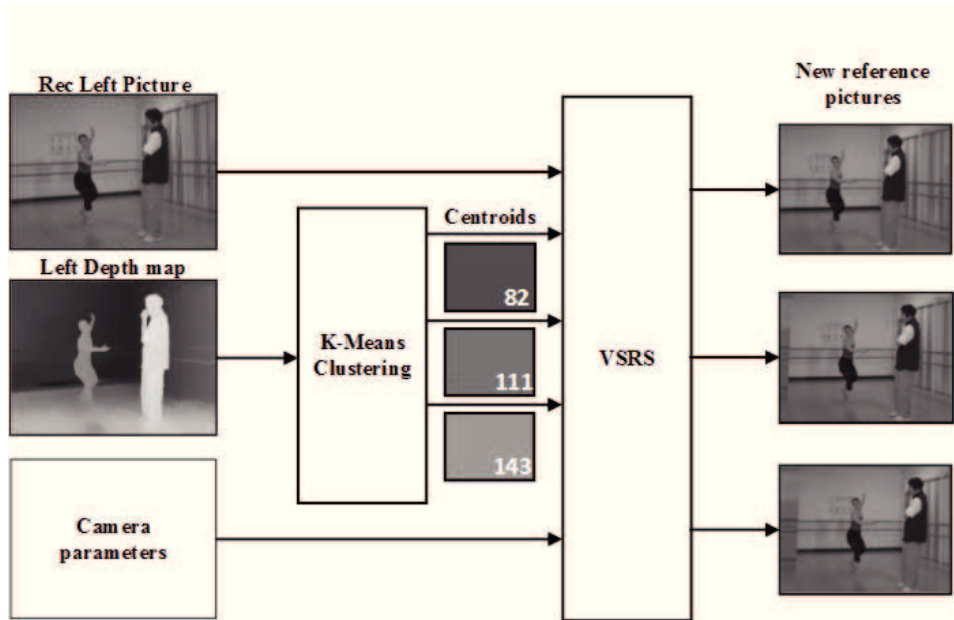 Rec Left Picture
Left Depth map
Camera
parameters
K-Means
Clustering
Centroids
82
111
143
VSRS
New reference
pictures